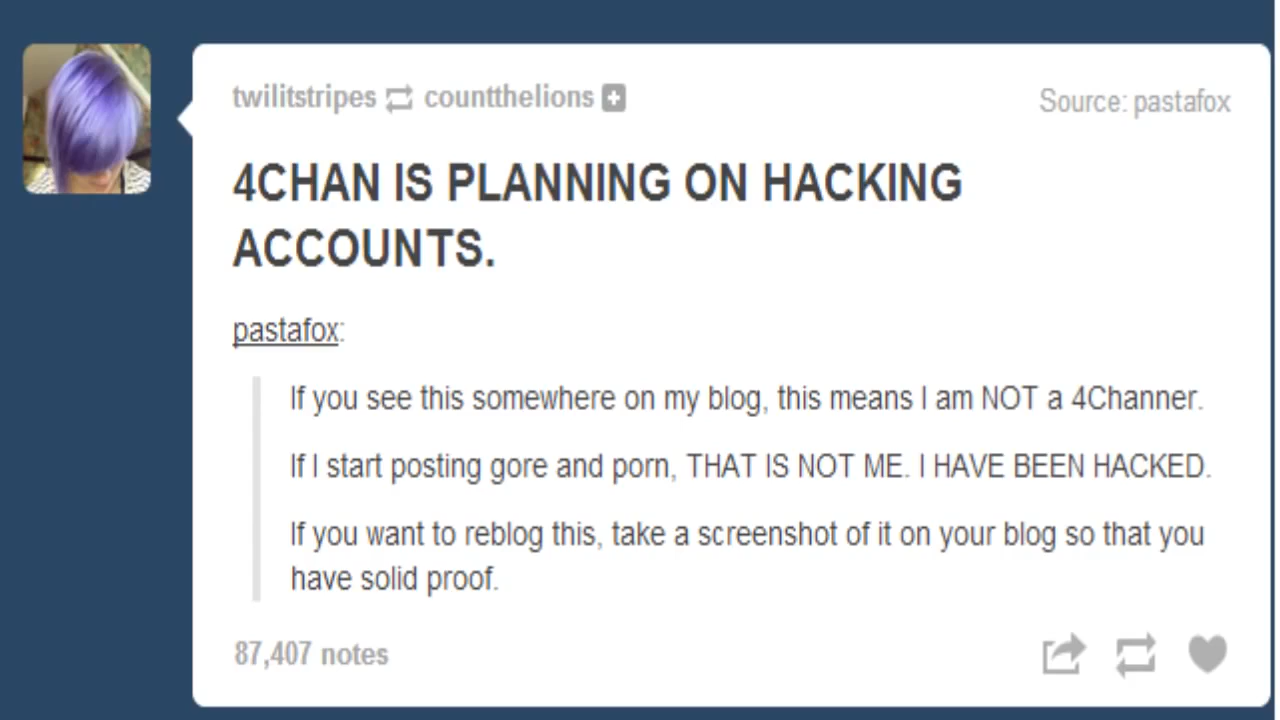 twilitstripes countthelions
Source: pastafox
4CHAN IS PLANNING ON HACKING
ACCOUNTS.
pastafox:
If you see this somewhere on my blog, this means I am NOT a 4Channer.
If I start posting gore and porn, THAT IS NOT ME. I HAVE BEEN HACKED.
If you want to reblog this, take a screenshot of it on your blog so that you
have solid proof.
87,407 notes